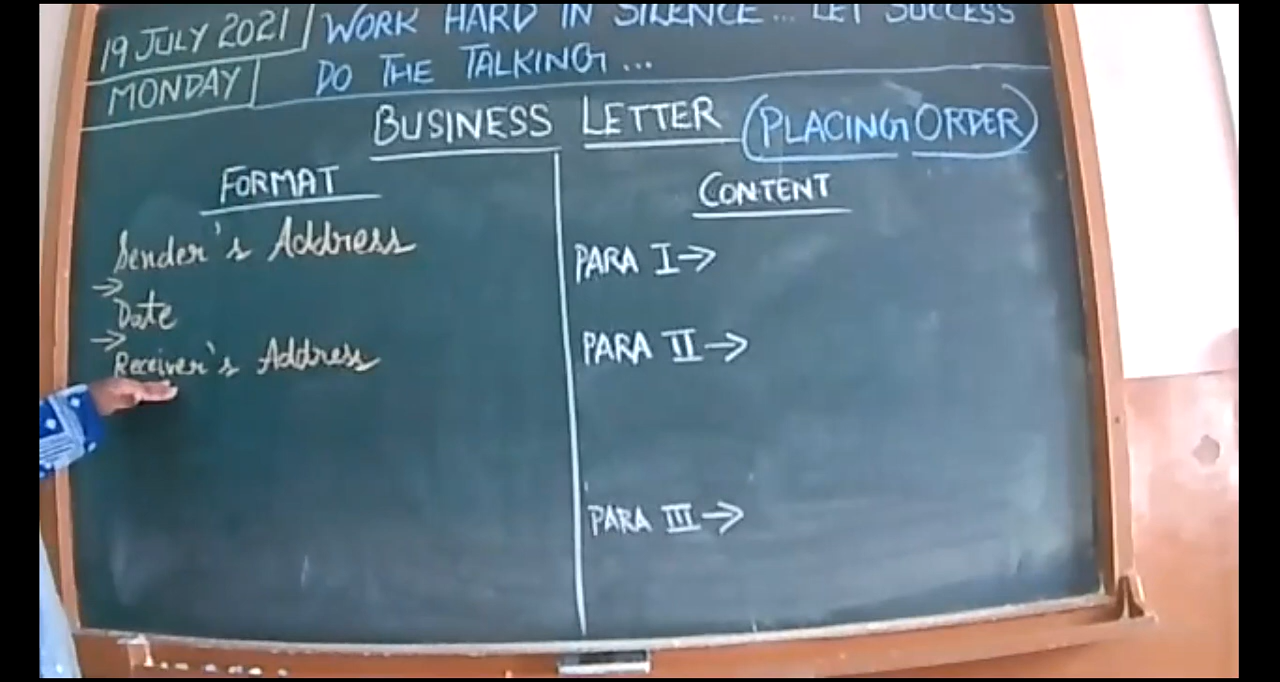 19 JULY 2021
MONDAY
WORK HARD IN SILENCE... LET SUCCESS
DO THE TALKING...
BUSINESS LETTER (PLACING ORDER)
FORMAT
Sender's Address
→
Date
→
Receiver's Address
CONTENT
PARA I→
PARA II→
PARA III→